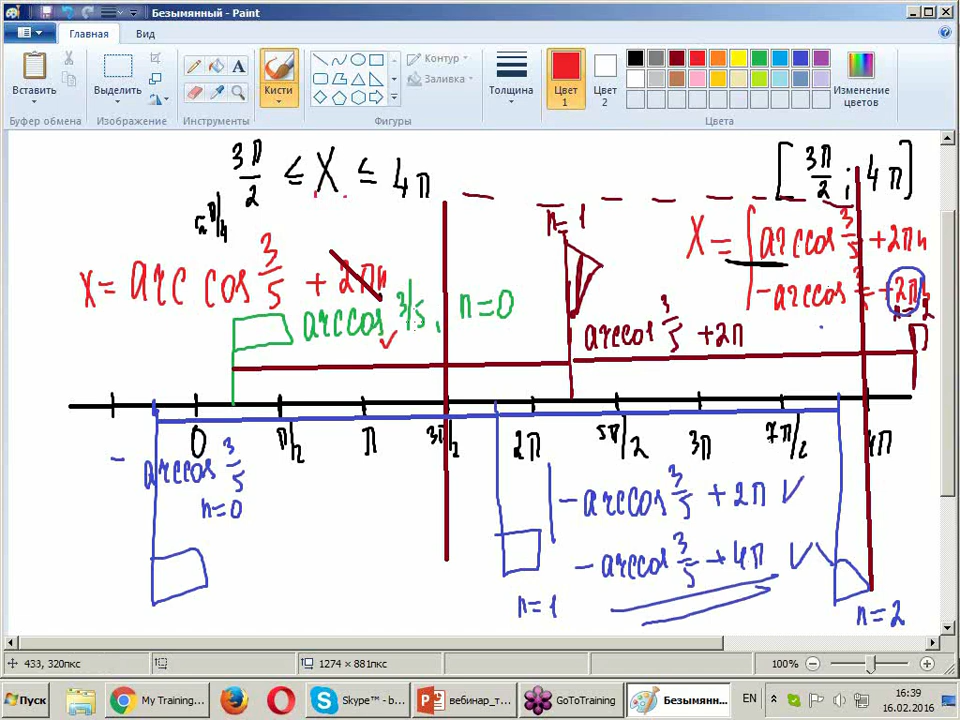 Безымянный - Paint
Главная
Вид
Вставить
Выделить
Кисти
Контур
Заливка
Толщина
Цвет 1
Цвет 2
Изменение цветов
Буфер обмена
Изображение
Инструменты
Фигуры
Цвета
3π/2 ≤ X ≤ 4π
[3π/2 ; 4π]
π/4
n=1
X = [arccos 3/5 + 2πn
-arccos 3/5 + 2πn
x= arccos 3/5 + 2πn
arccos 3/5, n=0
n=2
arccos 3/5 +2π
0 π/2 π 3π/2 2π 5π/2 3π 7π/2 4π
- arccos 3/5
n=0
-arccos 3/5 + 2π
-arccos 3/5 + 4π
n=1
n=2
433, 320пкс
1274 × 881пкс
100%
Пуск
My Training...
Skype™ - b...
вебинар_т...
GoToTraining
Безымянн...
EN
16:39
16.02.2016